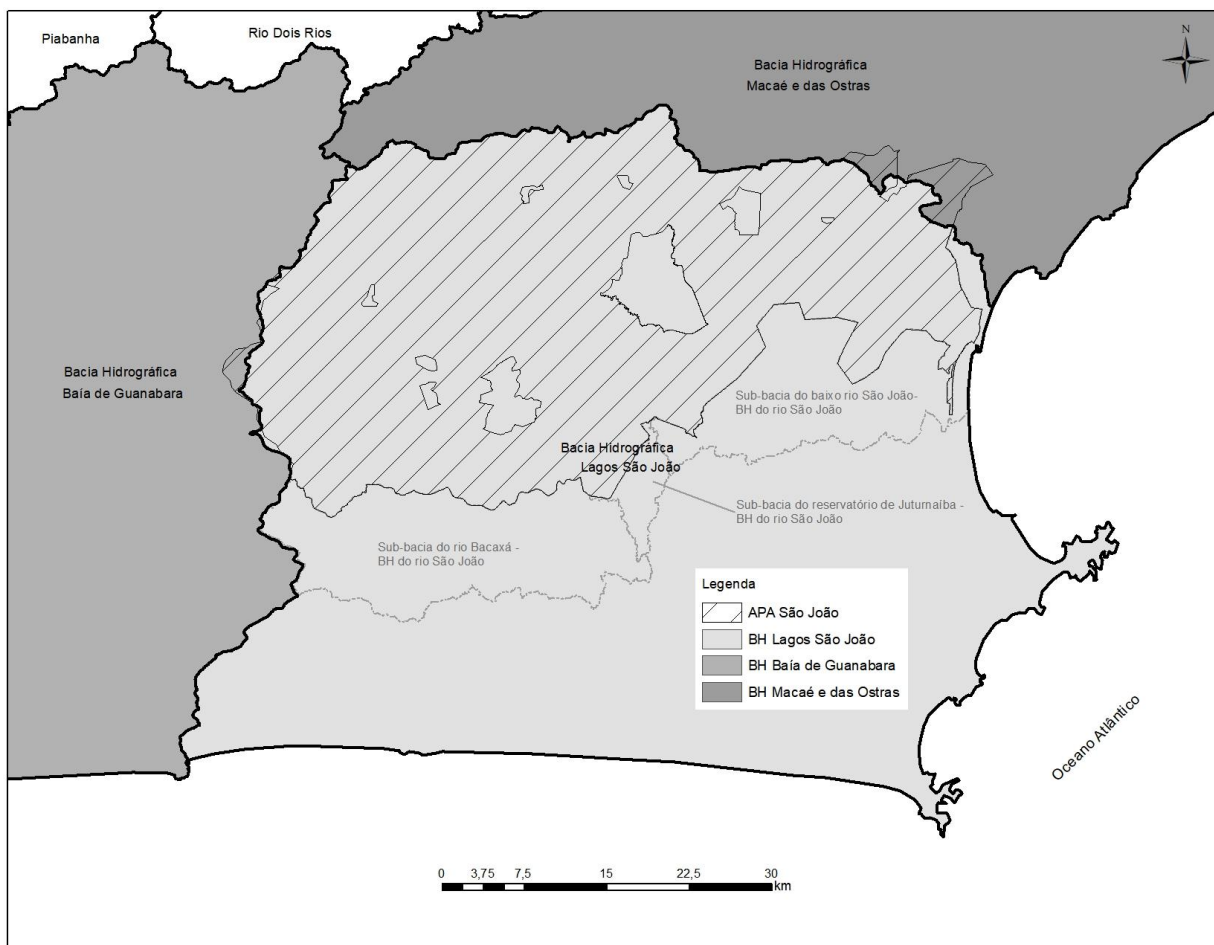 Piabanha
Rio Dois Rios
N
Bacia Hidrográfica
Macaé e das Ostras
Bacia Hidrográfica
Baía de Guanabara
Sub-bacia do baixo rio São João-
BH do rio São João
Bacia Hidrográfica
Lagos São João
Sub-bacia do reservatório de Juturnaíba -
BH do rio São João
Sub-bacia do rio Bacaxá -
BH do rio São João
Legenda
APA São João
BH Lagos São João
BH Baía de Guanabara
BH Macaé e das Ostras
Oceano Atlântico
0 3,75 7,5 15 22,5 30
km